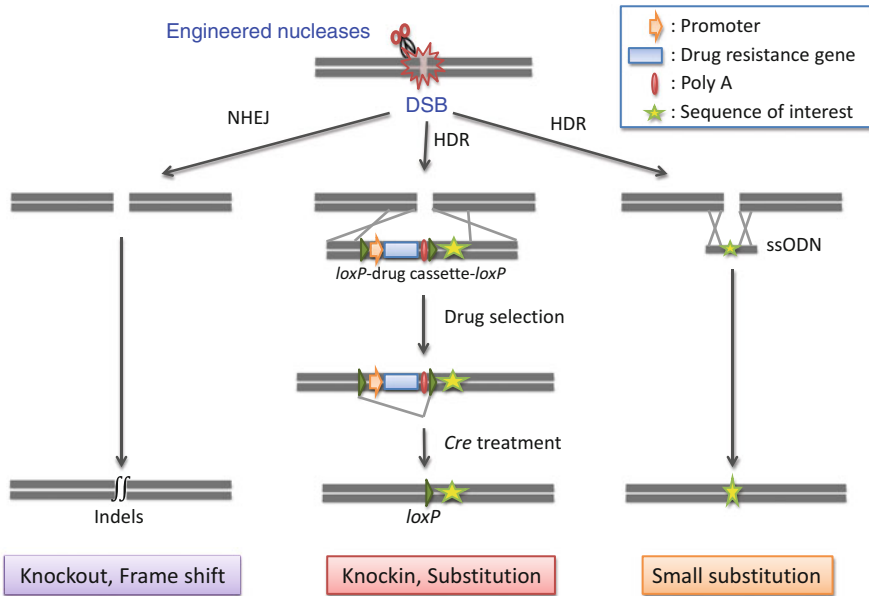 Engineered nucleases
: Promoter
: Drug resistance gene
: Poly A
: Sequence of interest
DSB
NHEJ
HDR
HDR
ssODN
loxP-drug cassette-loxP
Drug selection
Cre treatment
Indels
loxP
Knockout, Frame shift
Knockin, Substitution
Small substitution